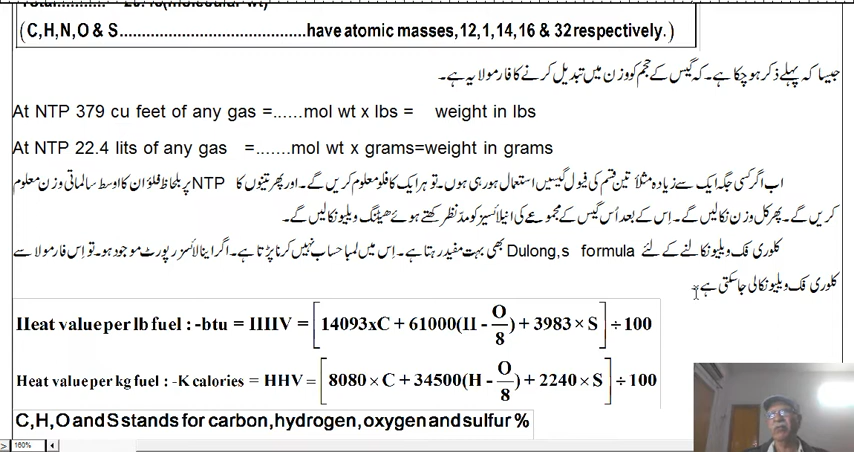 (C,H,N,O & S..........................................have atomic masses,12,1,14,16 & 32 respectively.)
جیسا کہ پہلے ذکر ہو چکا ہے۔ کہ گیس کے حجم کو وزن میں تبدیل کرنے کا فارمولا یہ ہے۔
At NTP 379 cu feet of any gas =......mol wt x lbs = weight in lbs
At NTP 22.4 lits of any gas =.......mol wt x grams=weight in grams
اب اگر کسی جگہ ایک سے زیادہ مثلاً تین قسم کی فیول گیسیں استعمال ہو رہی ہوں۔ تو ہر ایک کا فلو معلوم کریں گے۔ اور پھر تینوں کا NTP پر بلحاظ فلوُ ان کا اوسط سالماتی وزن معلوم
کریں گے۔ پھر کل وزن نکالیں گے۔ اِس کے بعد اُس گیس کے مجموعے کی انیلائسیز کو مدّ نظر رکھتے ہوئے ھیٹنگ ویلیو نکالیں گے۔
کلوری فک ویلیو نکالنے کے لئے Dulong,s formula بھی بہت مفید رہتا ہے۔ اِس میں لمبا حساب نہیں کرنا پڑتا ہے۔ اگر اینالائسز رپورٹ موجود ہو۔ تو اِس فارمولا سے
کلوری فک ویلیو نکالی جا سکتی ہے
Heat value per lb fuel : -btu = HHV = [14093xC + 61000(H - O/8) + 3983 × S] ÷ 100
Heat value per kg fuel : -K calories = HHV = [8080 × C + 34500(H - O/8) + 2240 × S] ÷ 100
C,H,O and S stands for carbon, hydrogen, oxygen and sulfur %
160%